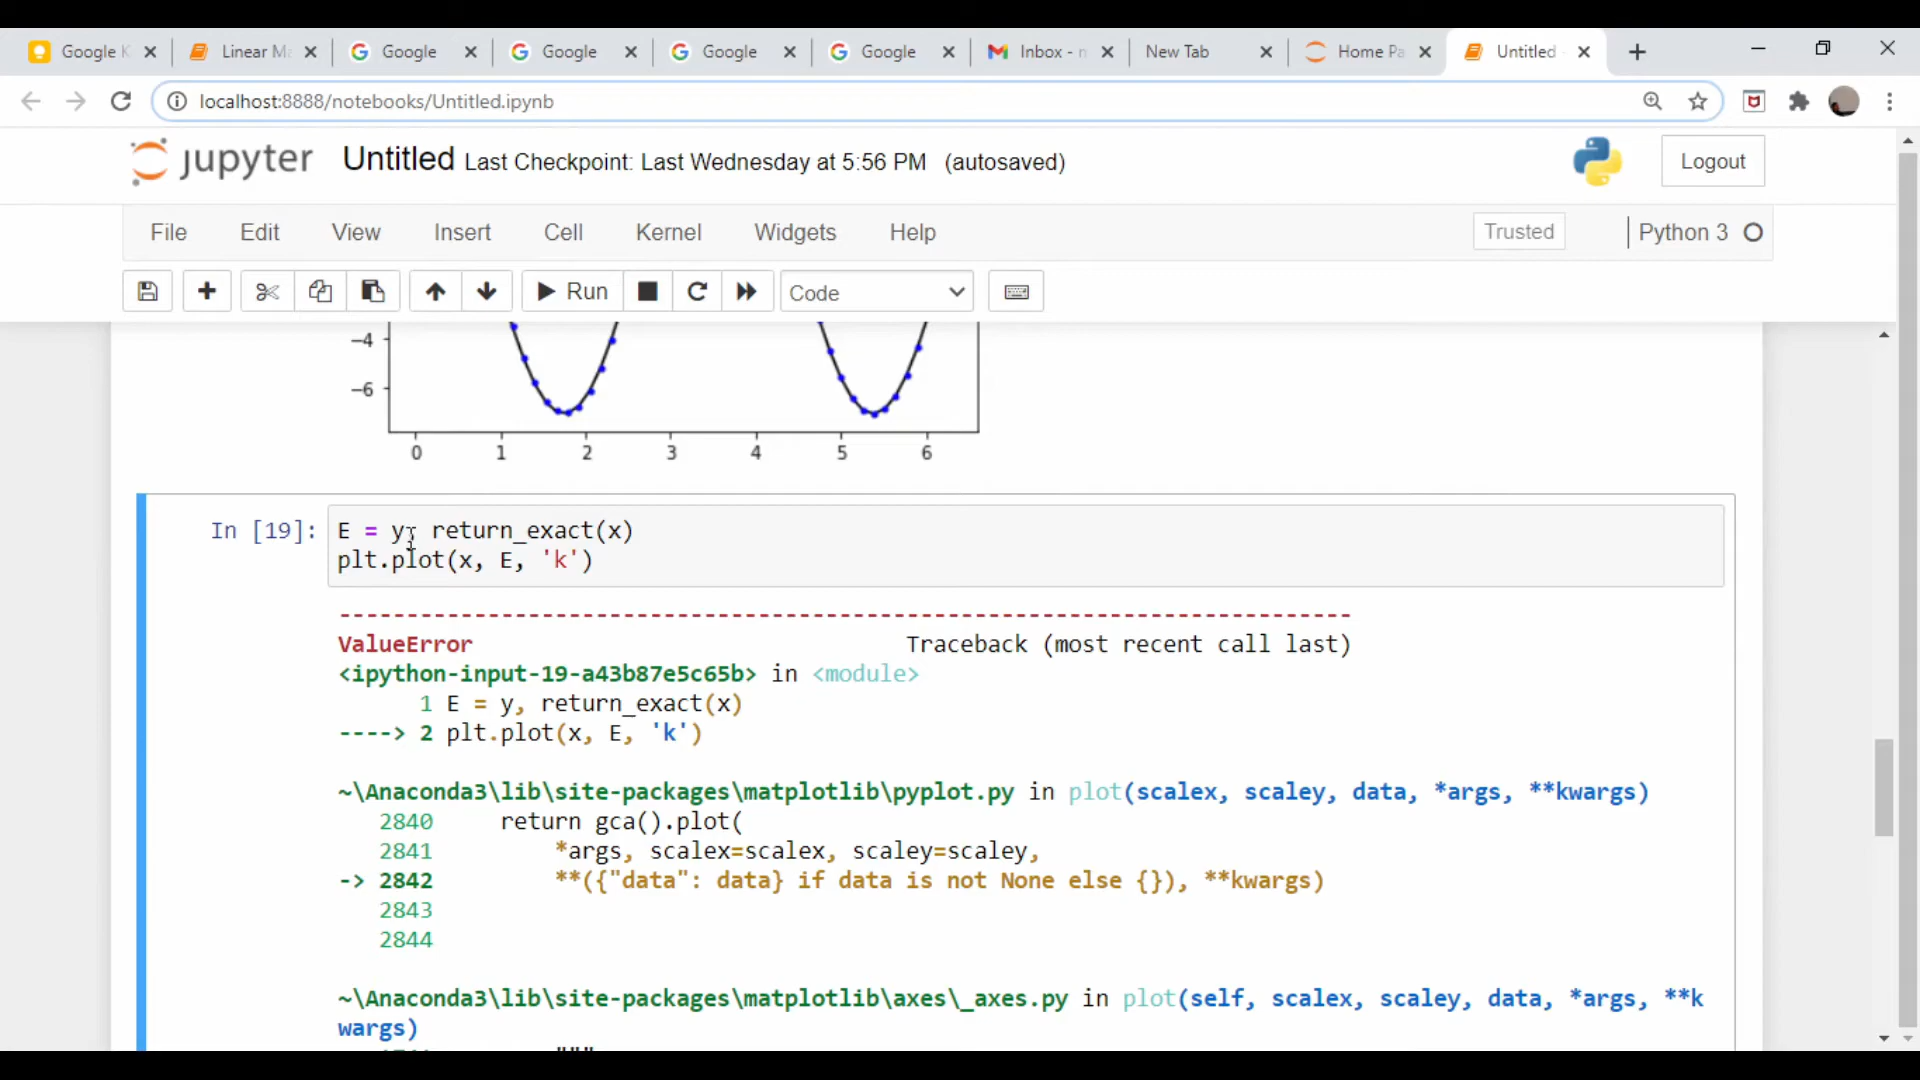 Google K
Linear Ma
Google
Google
Google
Google
Inbox - n
New Tab
Home Pa
Untitled
localhost:8888/notebooks/Untitled.ipynb
jupyter Untitled Last Checkpoint: Last Wednesday at 5:56 PM (autosaved)
Logout
File Edit View Insert Cell Kernel Widgets Help
Trusted
Python 3
Run
Code
−4
−6
0 1 2 3 4 5 6
In [19]: E = y, return_exact(x)
plt.plot(x, E, 'k')
---------------------------------------------------------------------------
ValueError Traceback (most recent call last)
<ipython-input-19-a43b87e5c65b> in <module>
1 E = y, return_exact(x)
----> 2 plt.plot(x, E, 'k')
~\Anaconda3\lib\site-packages\matplotlib\pyplot.py in plot(scalex, scaley, data, *args, **kwargs)
2840 return gca().plot(
2841 *args, scalex=scalex, scaley=scaley,
-> 2842 **({"data": data} if data is not None else {}), **kwargs)
2843
2844
~\Anaconda3\lib\site-packages\matplotlib\axes\_axes.py in plot(self, scalex, scaley, data, *args, **k
wargs)